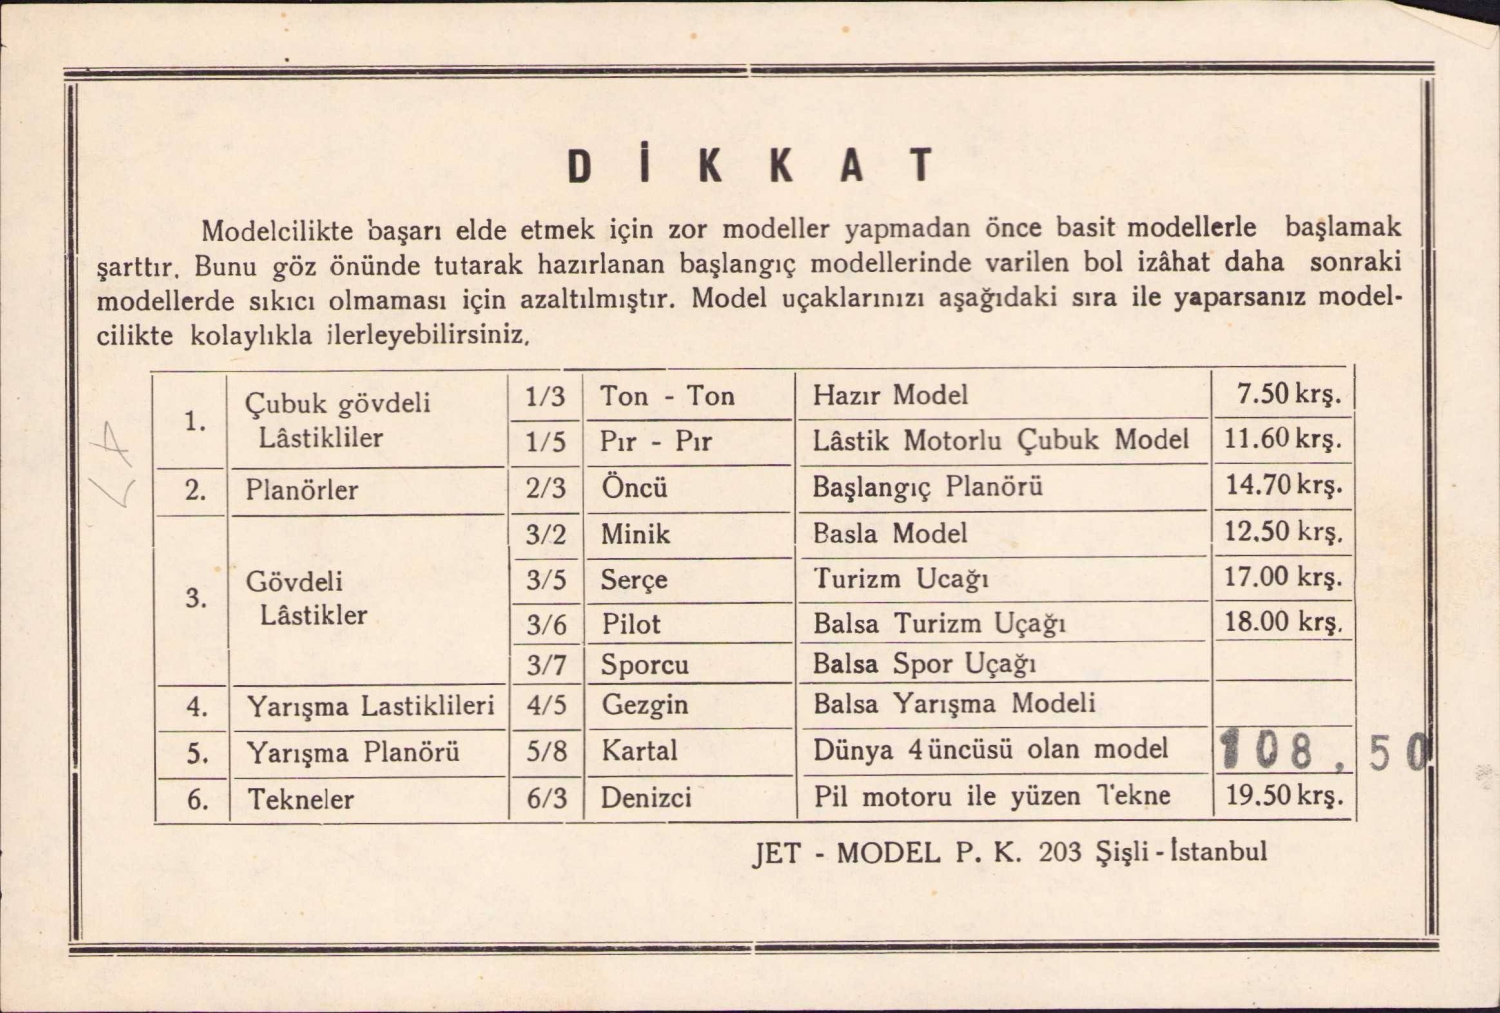 DİKKAT
Modelcilikte başarı elde etmek için zor modeller yapmadan önce basit modellerle başlamak
şarttır. Bunu göz önünde tutarak hazırlanan başlangıç modellerinde varilen bol izâhat daha sonraki
modellerde sıkıcı olmaması için azaltılmıştır. Model uçaklarınızı aşağıdaki sıra ile yaparsanız model-
cilikte kolaylıkla ilerleyebilirsiniz.
1. Çubuk gövdeli Lâstikliler 1/3 Ton - Ton Hazır Model 7.50 krş.
1/5 Pır - Pır Lâstik Motorlu Çubuk Model 11.60 krş.
2. Planörler 2/3 Öncü Başlangıç Planörü 14.70 krş.
3. Gövdeli Lâstikler 3/2 Minik Basla Model 12.50 krş.
3/5 Serçe Turizm Ucağı 17.00 krş.
3/6 Pilot Balsa Turizm Uçağı 18.00 krş.
3/7 Sporcu Balsa Spor Uçağı
4. Yarışma Lastiklileri 4/5 Gezgin Balsa Yarışma Modeli
5. Yarışma Planörü 5/8 Kartal Dünya 4 üncüsü olan model 108.50
6. Tekneler 6/3 Denizci Pil motoru ile yüzen Tekne 19.50 krş.
JET - MODEL P. K. 203 Şişli - İstanbul